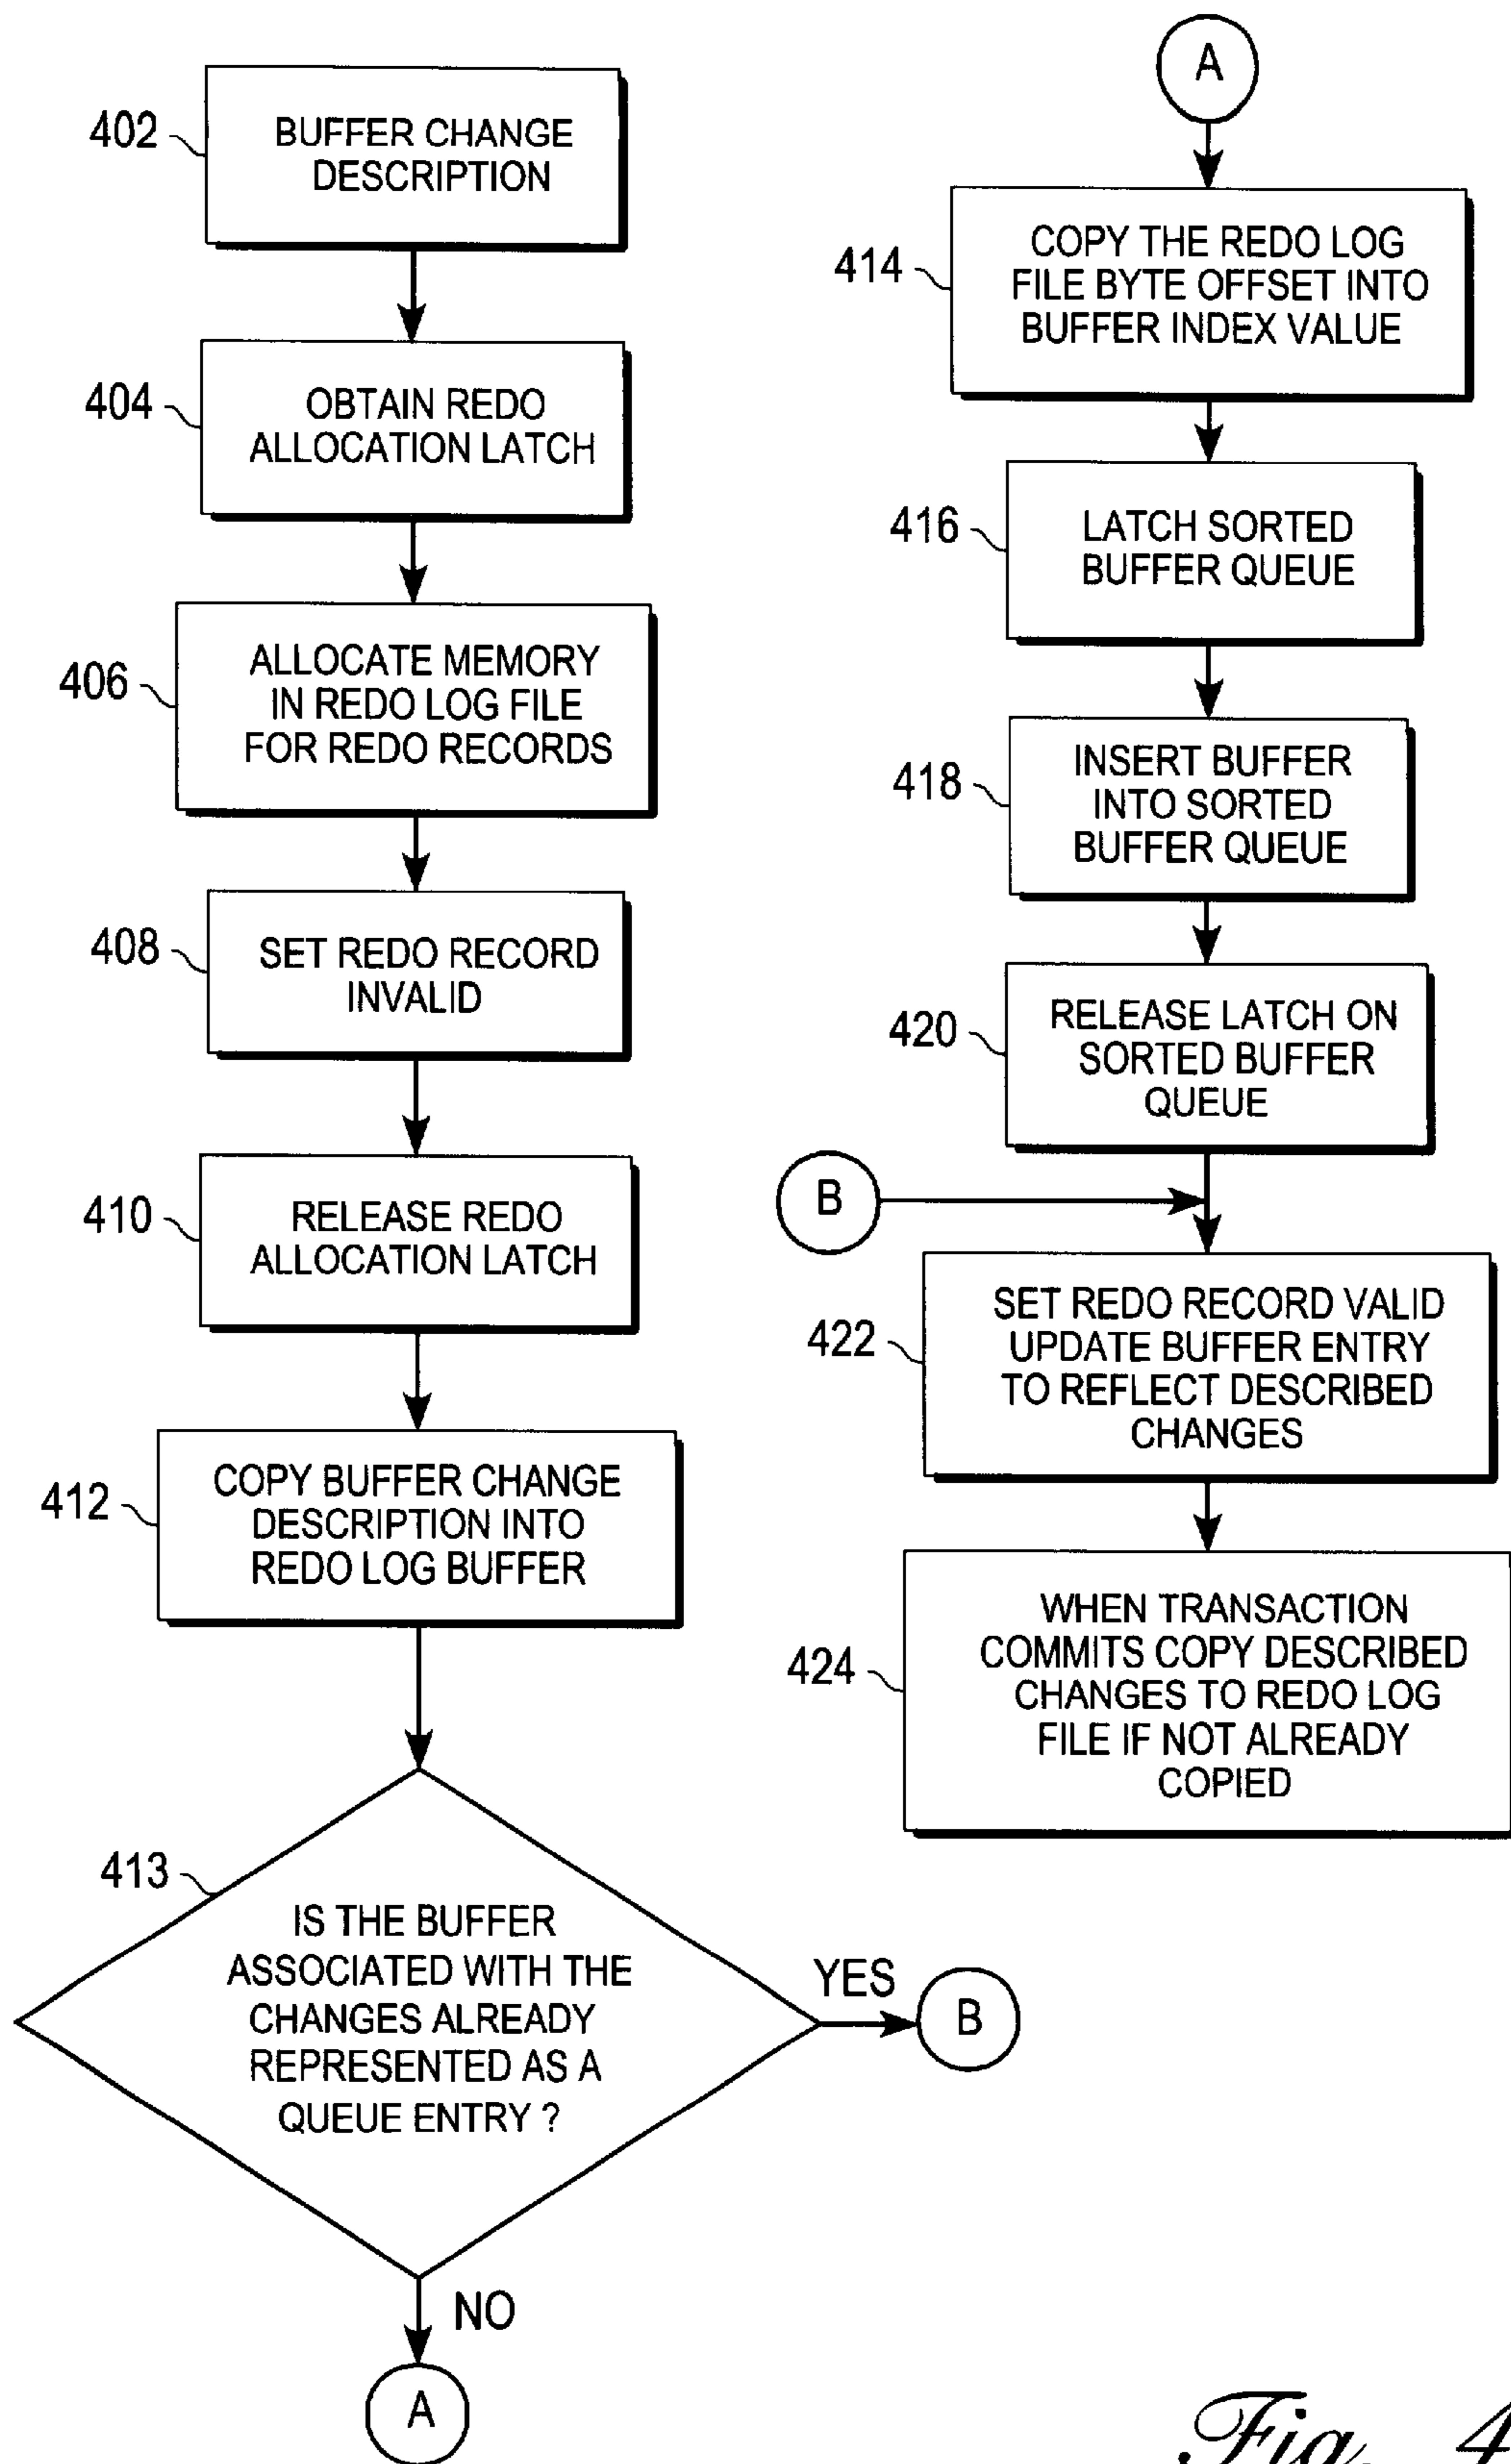 402
BUFFER CHANGE
DESCRIPTION
404
OBTAIN REDO
ALLOCATION LATCH
406
ALLOCATE MEMORY
IN REDO LOG FILE
FOR REDO RECORDS
408
SET REDO RECORD
INVALID
410
RELEASE REDO
ALLOCATION LATCH
412
COPY BUFFER CHANGE
DESCRIPTION INTO
REDO LOG BUFFER
413
IS THE BUFFER
ASSOCIATED WITH THE
CHANGES ALREADY
REPRESENTED AS A
QUEUE ENTRY ?
YES
B
NO
A
A
414
COPY THE REDO LOG
FILE BYTE OFFSET INTO
BUFFER INDEX VALUE
416
LATCH SORTED
BUFFER QUEUE
418
INSERT BUFFER
INTO SORTED
BUFFER QUEUE
420
RELEASE LATCH ON
SORTED BUFFER
QUEUE
B
422
SET REDO RECORD VALID
UPDATE BUFFER ENTRY
TO REFLECT DESCRIBED
CHANGES
424
WHEN TRANSACTION
COMMITS COPY DESCRIBED
CHANGES TO REDO LOG
FILE IF NOT ALREADY
COPIED
Fig. 4